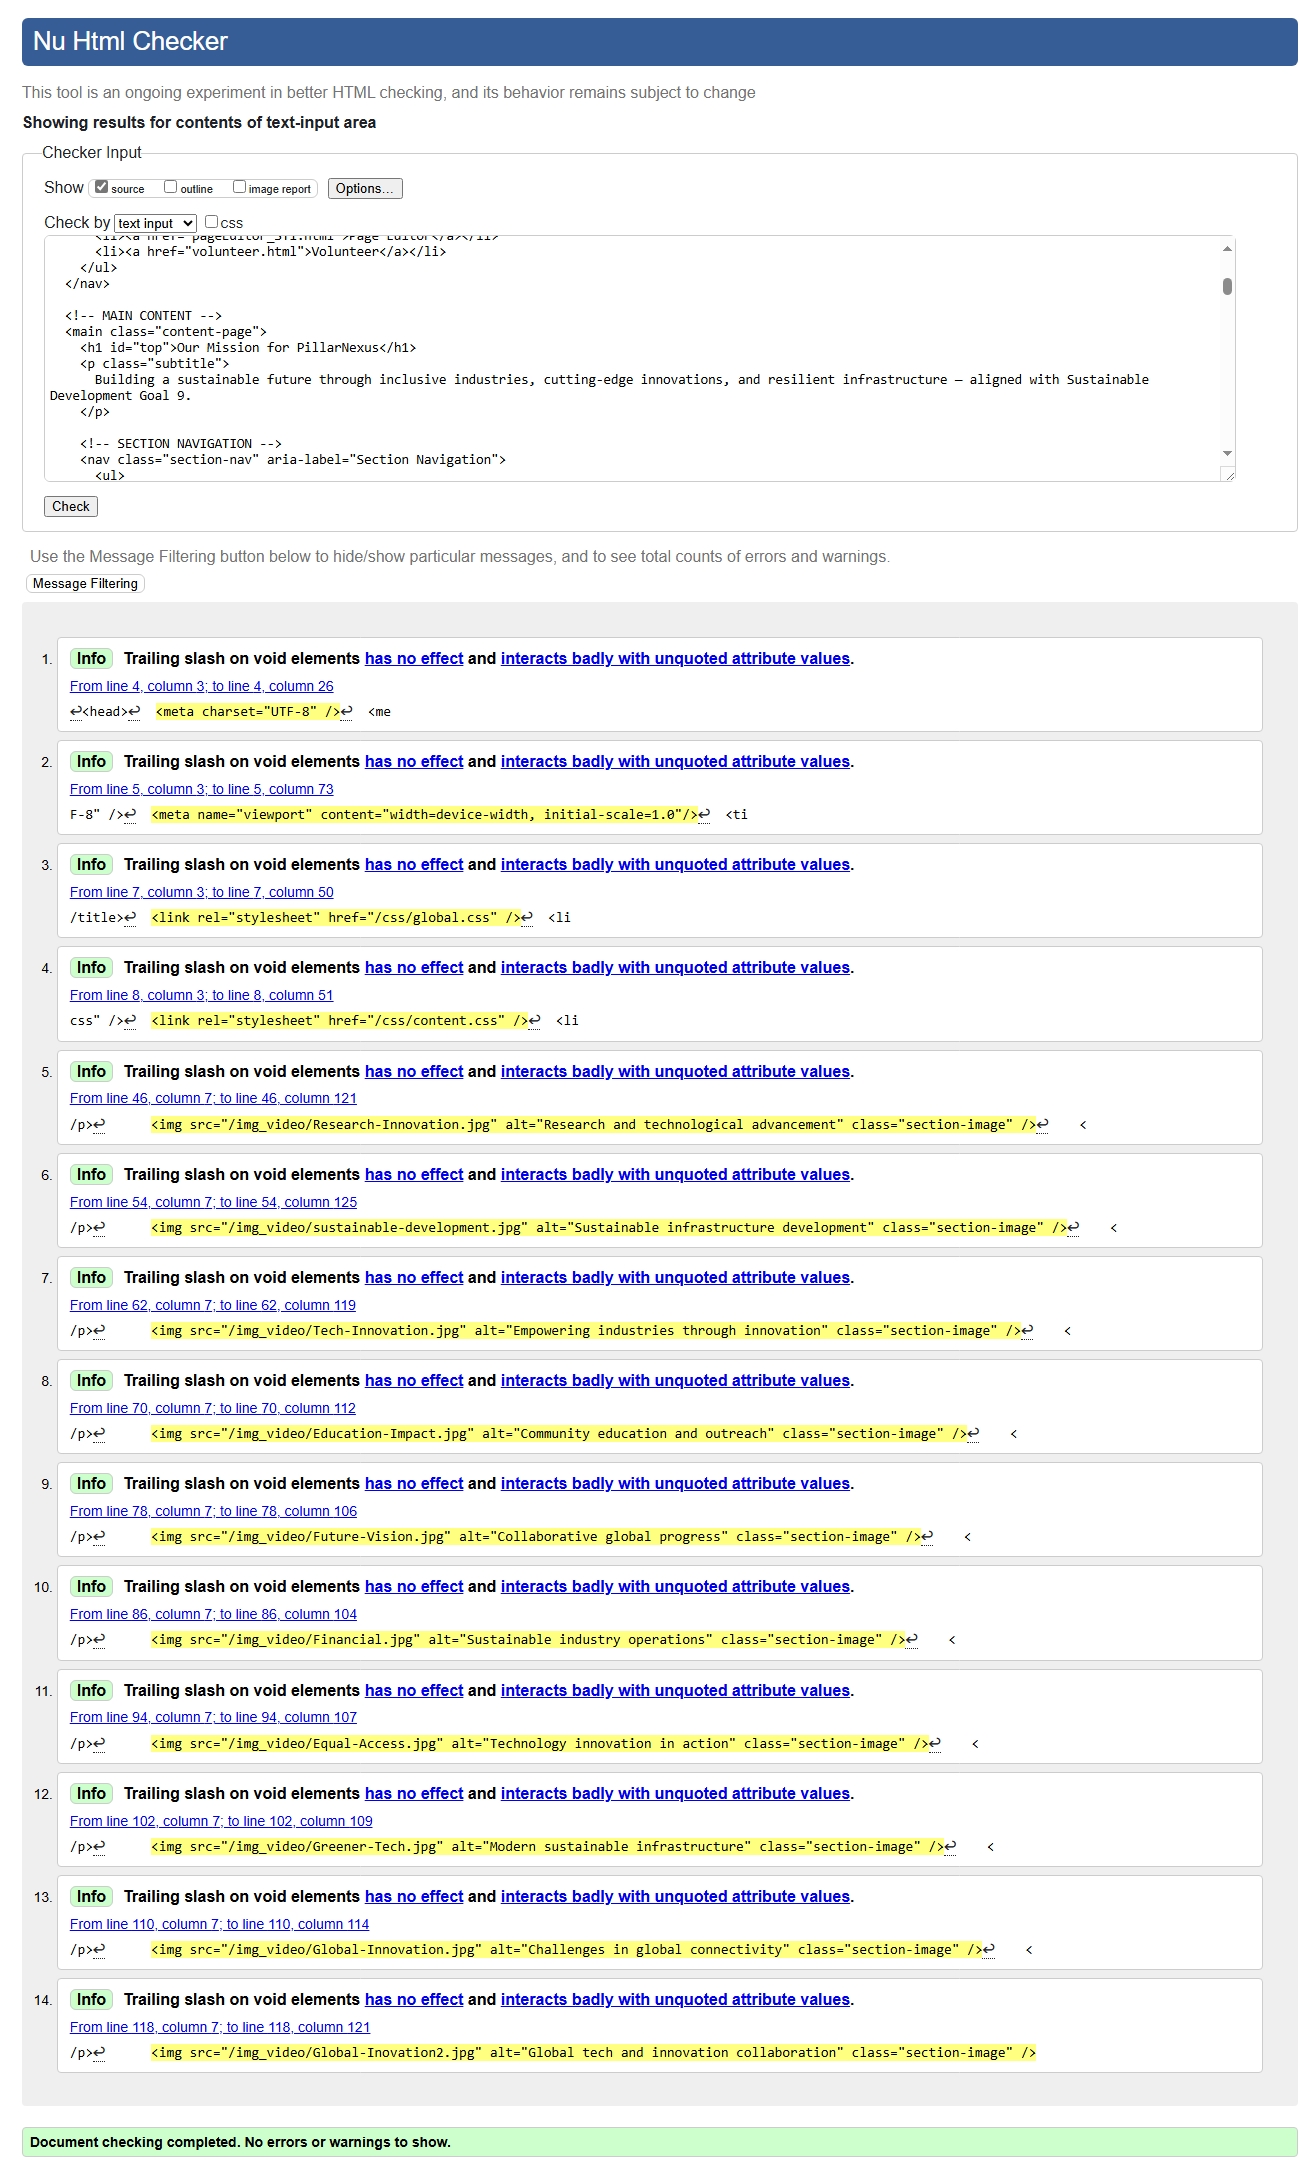 Nu Html Checker
This tool is an ongoing experiment in better HTML checking, and its behavior remains subject to change
Showing results for contents of text-input area
Checker Input
Show source outline image report Options...
Check by text input css
<li><a href="pageEditor_ST1.html">Page Editor</a></li>
<li><a href="volunteer.html">Volunteer</a></li>
</ul>
</nav>
<!-- MAIN CONTENT -->
<main class="content-page">
<h1 id="top">Our Mission for PillarNexus</h1>
<p class="subtitle">
Building a sustainable future through inclusive industries, cutting-edge innovations, and resilient infrastructure — aligned with Sustainable
Development Goal 9.
</p>
<!-- SECTION NAVIGATION -->
<nav class="section-nav" aria-label="Section Navigation">
<ul>
Check
Use the Message Filtering button below to hide/show particular messages, and to see total counts of errors and warnings.
Message Filtering
1. Info Trailing slash on void elements has no effect and interacts badly with unquoted attribute values.
From line 4, column 3; to line 4, column 26
↩<head>↩ <meta charset="UTF-8" />↩ <me
2. Info Trailing slash on void elements has no effect and interacts badly with unquoted attribute values.
From line 5, column 3; to line 5, column 73
F-8" />↩ <meta name="viewport" content="width=device-width, initial-scale=1.0"/>↩ <ti
3. Info Trailing slash on void elements has no effect and interacts badly with unquoted attribute values.
From line 7, column 3; to line 7, column 50
/title>↩ <link rel="stylesheet" href="/css/global.css" />↩ <li
4. Info Trailing slash on void elements has no effect and interacts badly with unquoted attribute values.
From line 8, column 3; to line 8, column 51
css" />↩ <link rel="stylesheet" href="/css/content.css" />↩ <li
5. Info Trailing slash on void elements has no effect and interacts badly with unquoted attribute values.
From line 46, column 7; to line 46, column 121
/p>↩ <img src="/img_video/Research-Innovation.jpg" alt="Research and technological advancement" class="section-image" />↩ <
6. Info Trailing slash on void elements has no effect and interacts badly with unquoted attribute values.
From line 54, column 7; to line 54, column 125
/p>↩ <img src="/img_video/sustainable-development.jpg" alt="Sustainable infrastructure development" class="section-image" />↩ <
7. Info Trailing slash on void elements has no effect and interacts badly with unquoted attribute values.
From line 62, column 7; to line 62, column 119
/p>↩ <img src="/img_video/Tech-Innovation.jpg" alt="Empowering industries through innovation" class="section-image" />↩ <
8. Info Trailing slash on void elements has no effect and interacts badly with unquoted attribute values.
From line 70, column 7; to line 70, column 112
/p>↩ <img src="/img_video/Education-Impact.jpg" alt="Community education and outreach" class="section-image" />↩ <
9. Info Trailing slash on void elements has no effect and interacts badly with unquoted attribute values.
From line 78, column 7; to line 78, column 106
/p>↩ <img src="/img_video/Future-Vision.jpg" alt="Collaborative global progress" class="section-image" />↩ <
10. Info Trailing slash on void elements has no effect and interacts badly with unquoted attribute values.
From line 86, column 7; to line 86, column 104
/p>↩ <img src="/img_video/Financial.jpg" alt="Sustainable industry operations" class="section-image" />↩ <
11. Info Trailing slash on void elements has no effect and interacts badly with unquoted attribute values.
From line 94, column 7; to line 94, column 107
/p>↩ <img src="/img_video/Equal-Access.jpg" alt="Technology innovation in action" class="section-image" />↩ <
12. Info Trailing slash on void elements has no effect and interacts badly with unquoted attribute values.
From line 102, column 7; to line 102, column 109
/p>↩ <img src="/img_video/Greener-Tech.jpg" alt="Modern sustainable infrastructure" class="section-image" />↩ <
13. Info Trailing slash on void elements has no effect and interacts badly with unquoted attribute values.
From line 110, column 7; to line 110, column 114
/p>↩ <img src="/img_video/Global-Innovation.jpg" alt="Challenges in global connectivity" class="section-image" />↩ <
14. Info Trailing slash on void elements has no effect and interacts badly with unquoted attribute values.
From line 118, column 7; to line 118, column 121
/p>↩ <img src="/img_video/Global-Inovation2.jpg" alt="Global tech and innovation collaboration" class="section-image" />
Document checking completed. No errors or warnings to show.